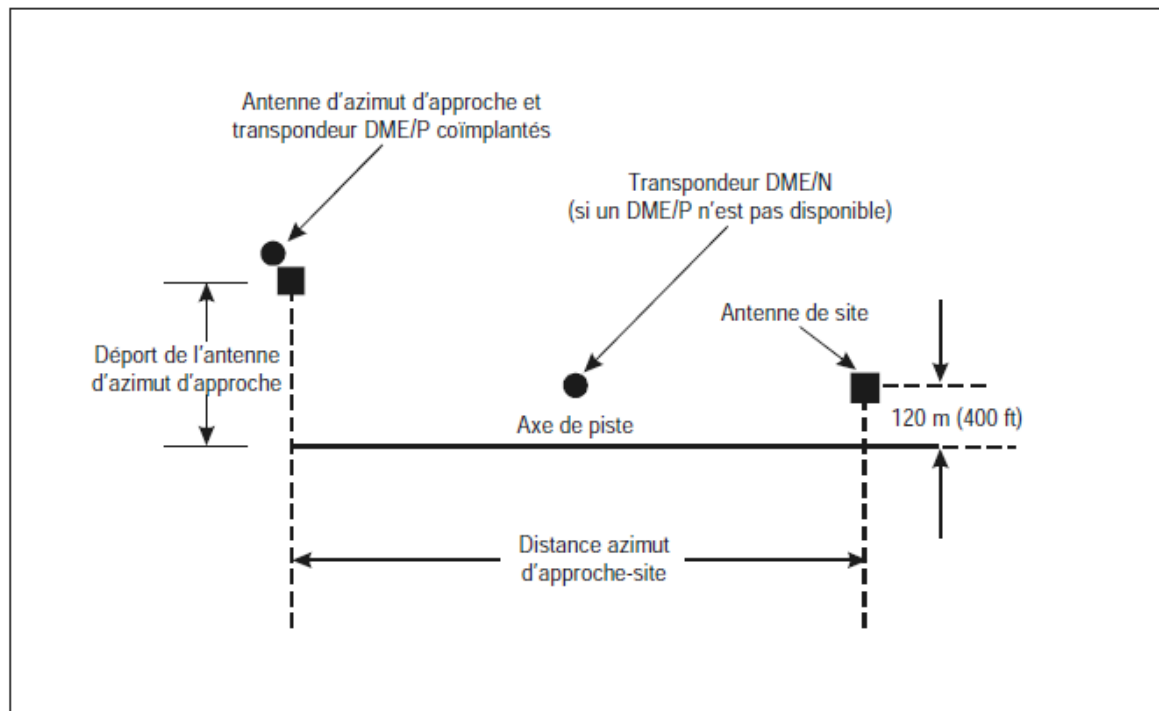 Antenne d'azimut d'approche et
transpondeur DME/P coïmplantés
Transpondeur DME/N
(si un DME/P n'est pas disponible)
Antenne de site
Déport de l'antenne
d'azimut d'approche
120 m (400 ft)
Axe de piste
Distance azimut
d'approche-site